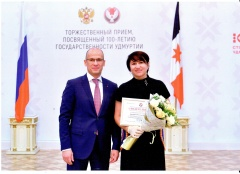 ТОРЖЕСТВЕННЫЙ ПРИЕМ,
ПОСВЯЩЕННЫЙ 100-ЛЕТИЮ
ГОСУДАРСТВЕННОСТИ УДМУРТИИ